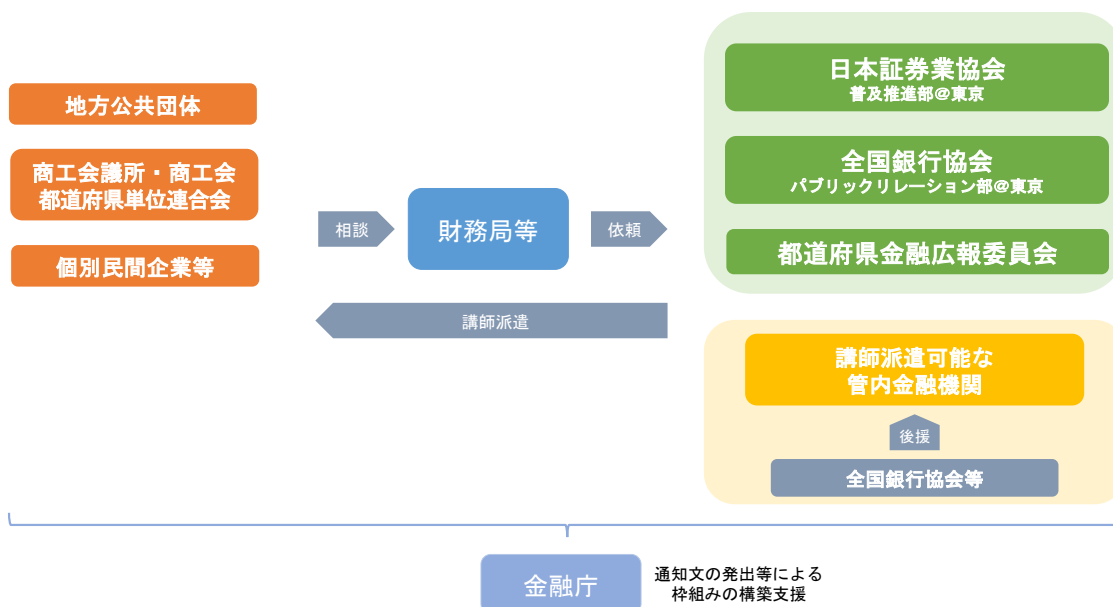 地方公共団体
商工会議所・商工会
都道府県単位連合会
個別民間企業等
相談
財務局等
依頼
講師派遣
日本証券業協会
普及推進部@東京
全国銀行協会
パブリックリレーション部@東京
都道府県金融広報委員会
講師派遣可能な
管内金融機関
後援
全国銀行協会等
金融庁
通知文の発出等による
枠組みの構築支援